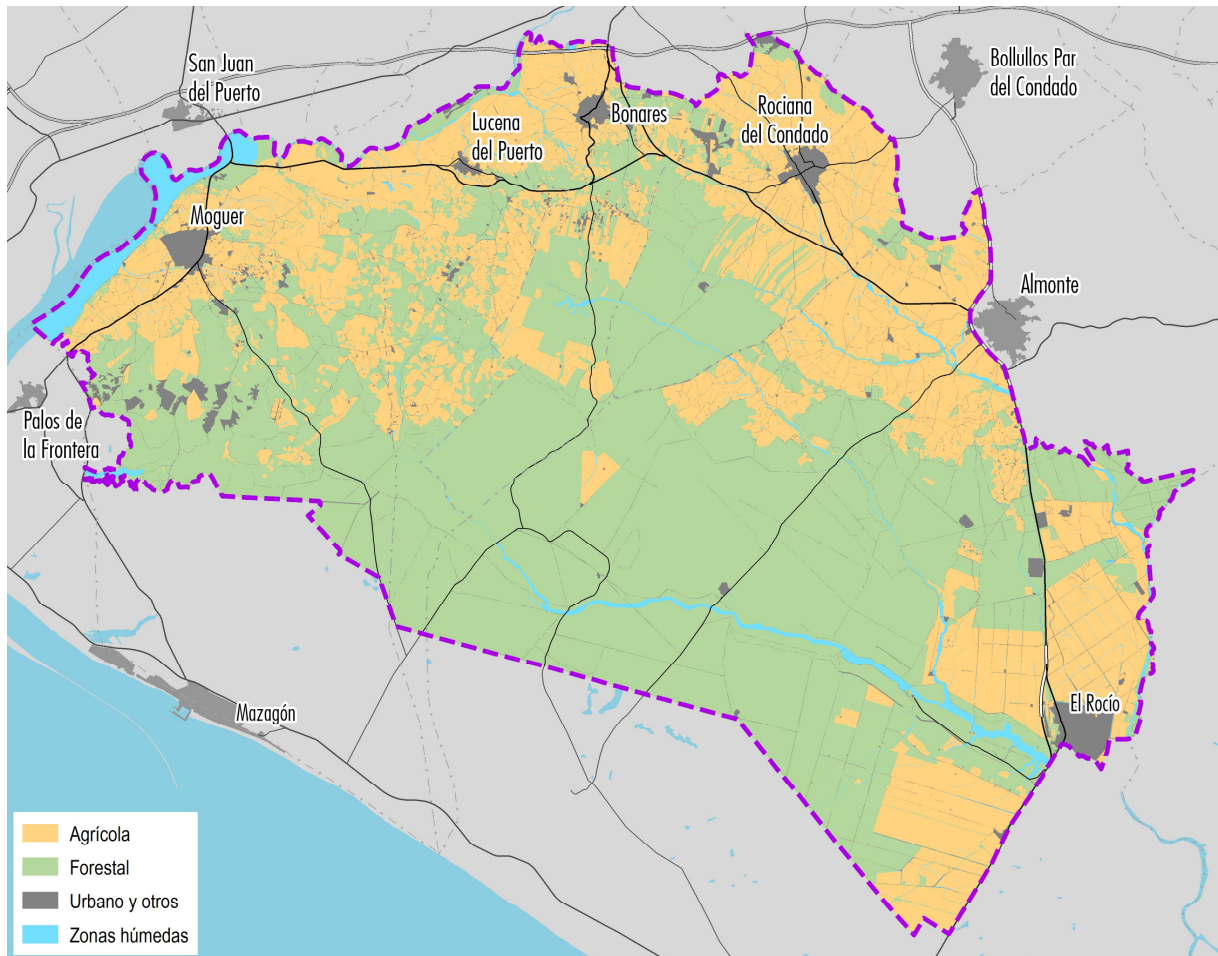 San Juan
del Puerto
Bollullos Par
del Condado
Lucena
del Puerto
Bonares
Rociana
del Condado
Moguer
Almonte
Palos de
la Frontera
El Rocío
Mazagón
Agrícola
Forestal
Urbano y otros
Zonas húmedas